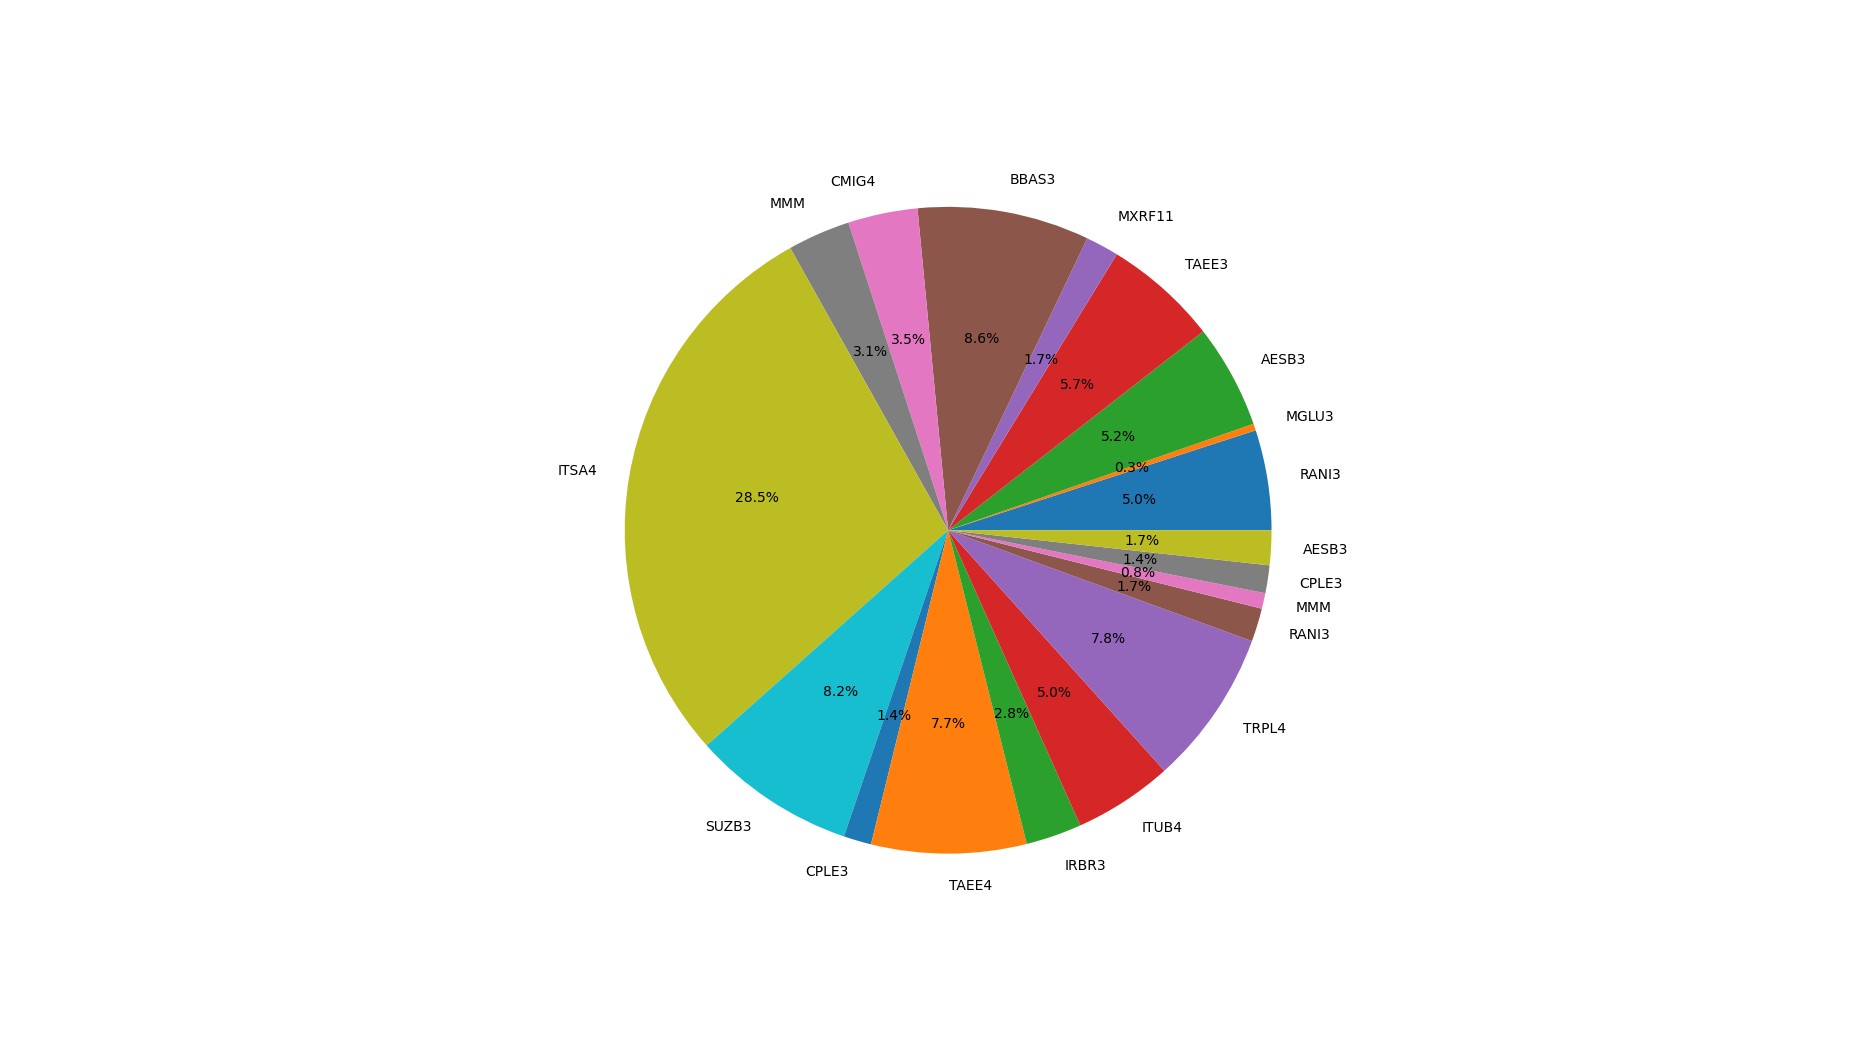 BBAS3
CMIG4
MMM
MXRF11
TAEE3
8.6%
3.5%
3.1%
1.7%
AESB3
5.7%
MGLU3
5.2%
0.3%
ITSA4
RANI3
28.5%
5.0%
1.7%
AESB3
1.4%
0.8%
CPLE3
1.7%
MMM
RANI3
7.8%
8.2%
5.0%
2.8%
1.4%
7.7%
TRPL4
SUZB3
ITUB4
CPLE3
IRBR3
TAEE4